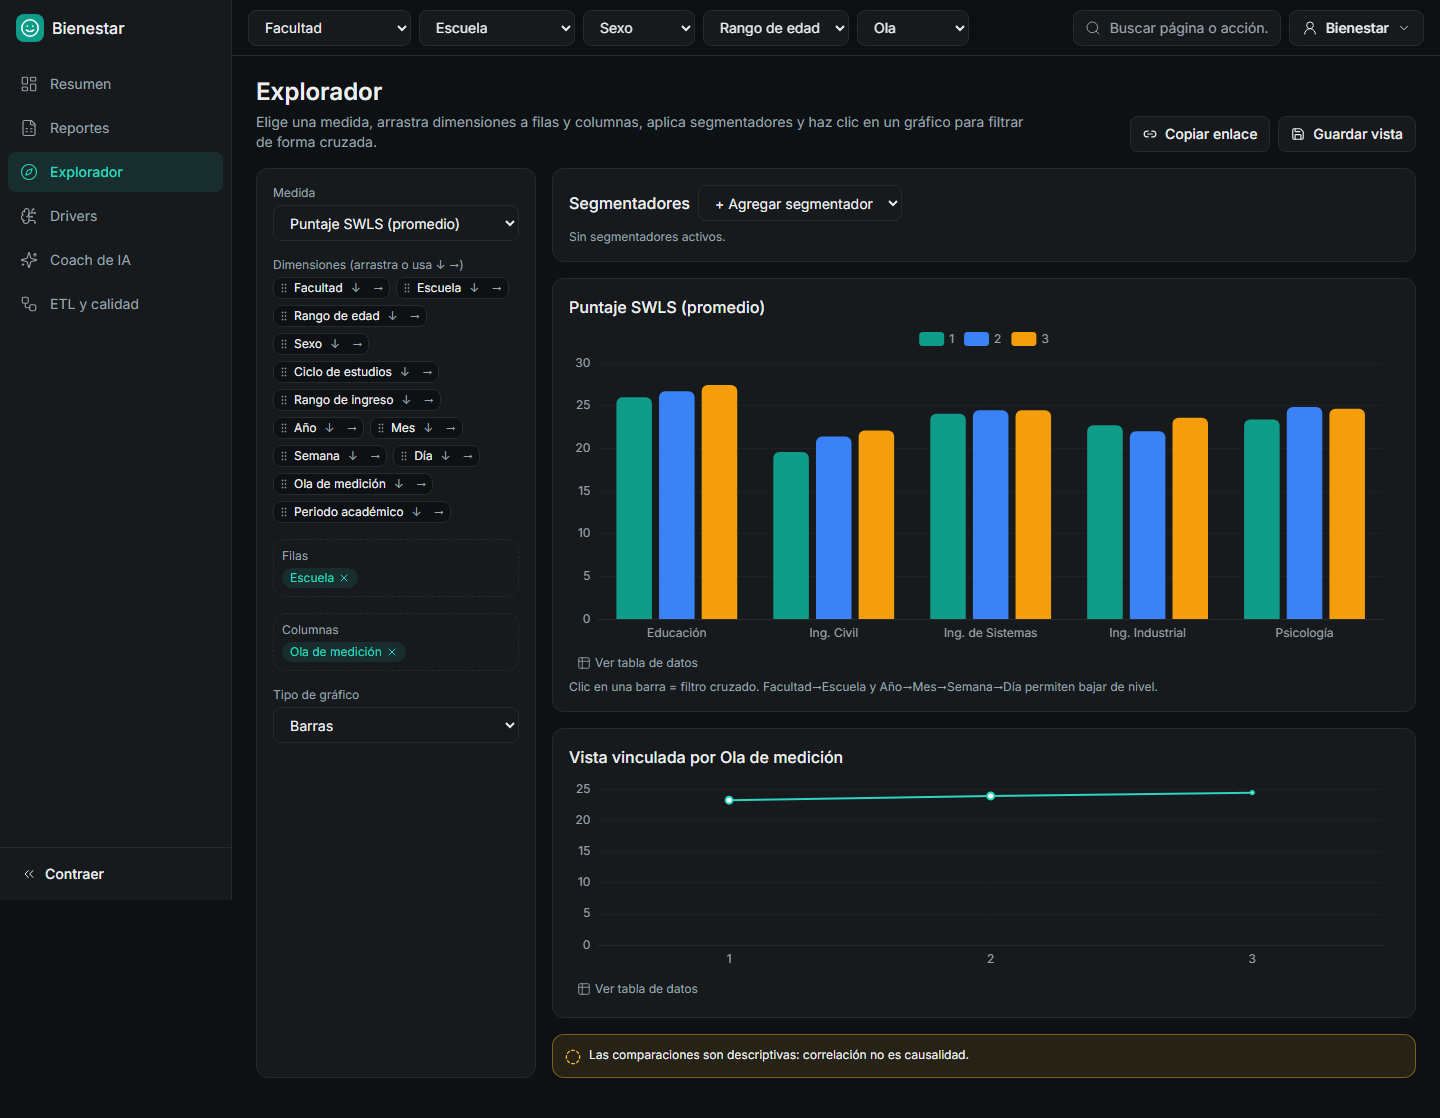 Bienestar
Facultad
Escuela
Sexo
Rango de edad
Ola
Buscar página o acción.
Bienestar
Resumen
Reportes
Explorador
Drivers
Coach de IA
ETL y calidad
Contraer
Explorador
Elige una medida, arrastra dimensiones a filas y columnas, aplica segmentadores y haz clic en un gráfico para filtrar
de forma cruzada.
Copiar enlace
Guardar vista
Medida
Puntaje SWLS (promedio)
Dimensiones (arrastra o usa ↓ →)
Facultad ↓ → Escuela ↓ →
Rango de edad ↓ →
Sexo ↓ →
Ciclo de estudios ↓ →
Rango de ingreso ↓ →
Año ↓ → Mes ↓ →
Semana ↓ → Día ↓ →
Ola de medición ↓ →
Periodo académico ↓ →
Filas
Escuela ×
Columnas
Ola de medición ×
Tipo de gráfico
Barras
Segmentadores
+ Agregar segmentador
Sin segmentadores activos.
Puntaje SWLS (promedio)
1 2 3
30
25
20
15
10
5
0
Educación Ing. Civil Ing. de Sistemas Ing. Industrial Psicología
Ver tabla de datos
Clic en una barra = filtro cruzado. Facultad→Escuela y Año→Mes→Semana→Día permiten bajar de nivel.
Vista vinculada por Ola de medición
25
20
15
10
5
0
1 2 3
Ver tabla de datos
Las comparaciones son descriptivas: correlación no es causalidad.